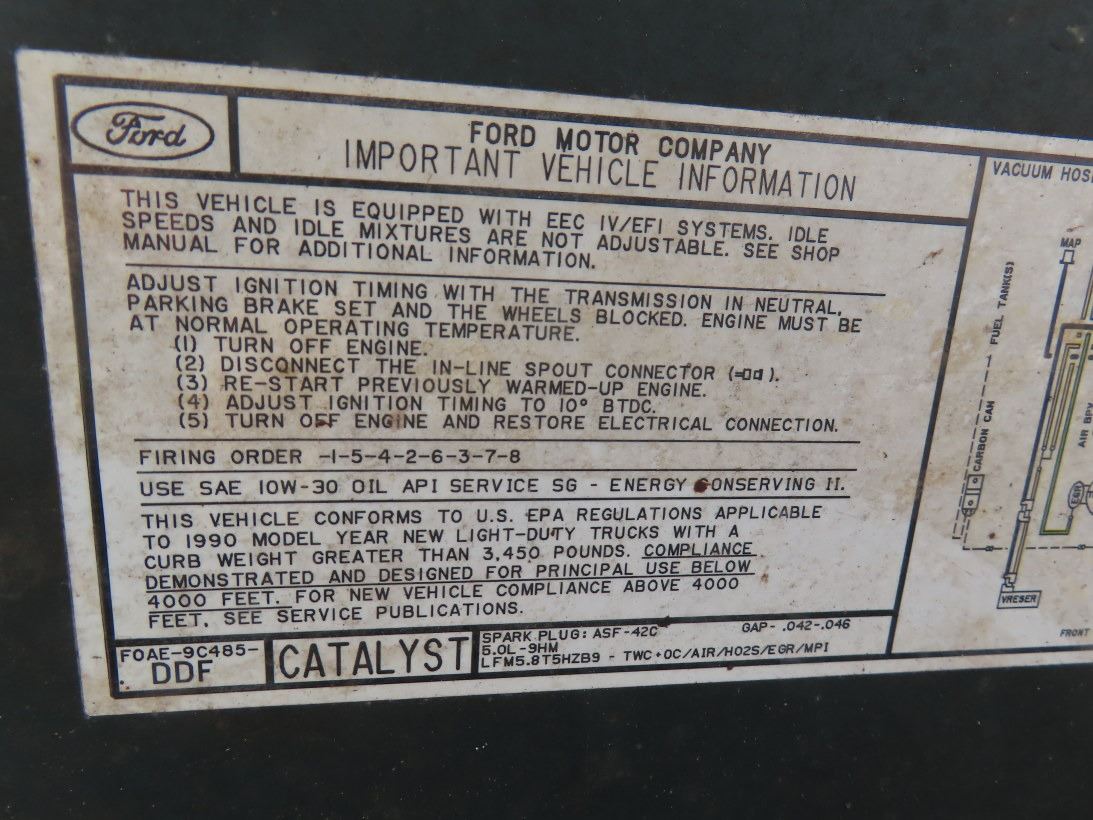 Ford
FORD MOTOR COMPANY
IMPORTANT VEHICLE INFORMATION
THIS VEHICLE IS EQUIPPED WITH EEC IV/EFI SYSTEMS. IDLE
SPEEDS AND IDLE MIXTURES ARE NOT ADJUSTABLE. SEE SHOP
MANUAL FOR ADDITIONAL INFORMATION.
ADJUST IGNITION TIMING WITH THE TRANSMISSION IN NEUTRAL,
PARKING BRAKE SET AND THE WHEELS BLOCKED. ENGINE MUST BE
AT NORMAL OPERATING TEMPERATURE.
(1) TURN OFF ENGINE.
(2) DISCONNECT THE IN-LINE SPOUT CONNECTOR ( ).
(3) RE-START PREVIOUSLY WARMED-UP ENGINE.
(4) ADJUST IGNITION TIMING TO 10° BTDC.
(5) TURN OFF ENGINE AND RESTORE ELECTRICAL CONNECTION.
FIRING ORDER -1-5-4-2-6-3-7-8
USE SAE 10W-30 OIL API SERVICE SG - ENERGY CONSERVING II.
THIS VEHICLE CONFORMS TO U.S. EPA REGULATIONS APPLICABLE
TO 1990 MODEL YEAR NEW LIGHT-DUTY TRUCKS WITH A
CURB WEIGHT GREATER THAN 3,450 POUNDS. COMPLIANCE
DEMONSTRATED AND DESIGNED FOR PRINCIPAL USE BELOW
4000 FEET. FOR NEW VEHICLE COMPLIANCE ABOVE 4000
FEET, SEE SERVICE PUBLICATIONS.
FOAE-9C485-
DDF
CATALYST
SPARK PLUG: ASF-42C GAP- .042-.046
5.0L-9HM
LFM5.8T5HZB9 - TWC+OC/AIR/HO2S/EGR/MPI
VACUUM HOSE
MAP
FUEL TANK(S)
CARBON CAN
AIR BPV
EGR
VRESER
FRONT